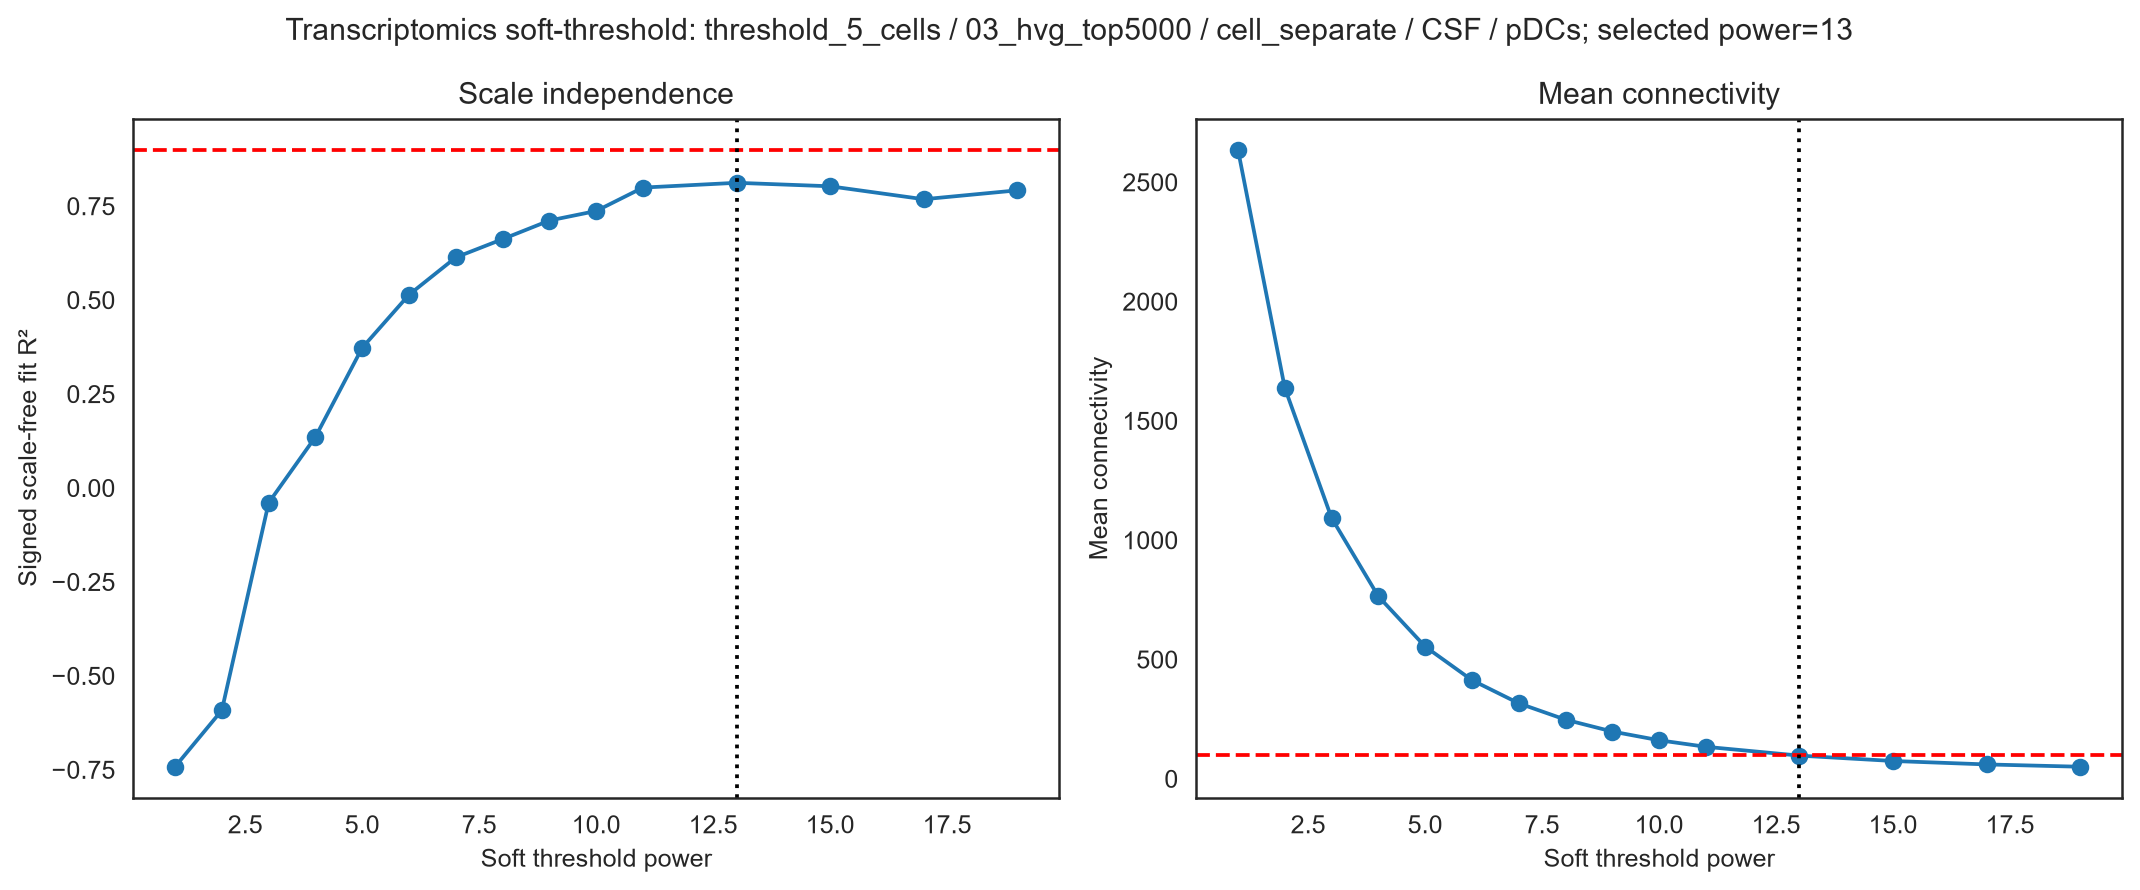 Transcriptomics soft-threshold: threshold_5_cells / 03_hvg_top5000 / cell_separate / CSF / pDCs; selected power=13
Scale independence
Signed scale-free fit R²
0.75
0.50
0.25
0.00
−0.25
−0.50
−0.75
2.5 5.0 7.5 10.0 12.5 15.0 17.5
Soft threshold power
Mean connectivity
Mean connectivity
2500
2000
1500
1000
500
0
2.5 5.0 7.5 10.0 12.5 15.0 17.5
Soft threshold power